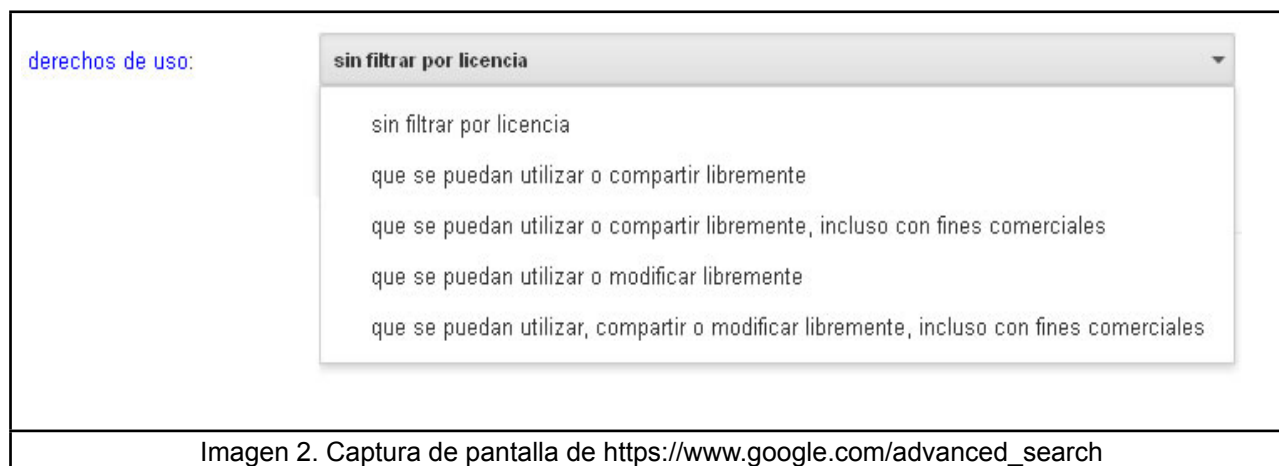 derechos de uso:
sin filtrar por licencia
sin filtrar por licencia
que se puedan utilizar o compartir libremente
que se puedan utilizar o compartir libremente, incluso con fines comerciales
que se puedan utilizar o modificar libremente
que se puedan utilizar, compartir o modificar libremente, incluso con fines comerciales
Imagen 2. Captura de pantalla de https://www.google.com/advanced_search